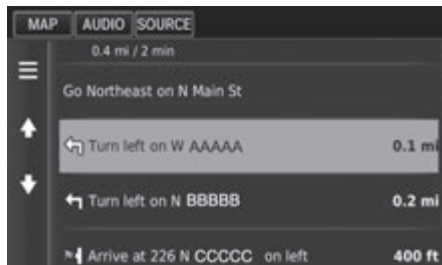 MAP AUDIO SOURCE
0.4 mi / 2 min
Go Northeast on N Main St
Turn left on W AAAAA 0.1 mi
Turn left on N BBBBB 0.2 mi
Arrive at 226 N CCCCC on left 400 ft